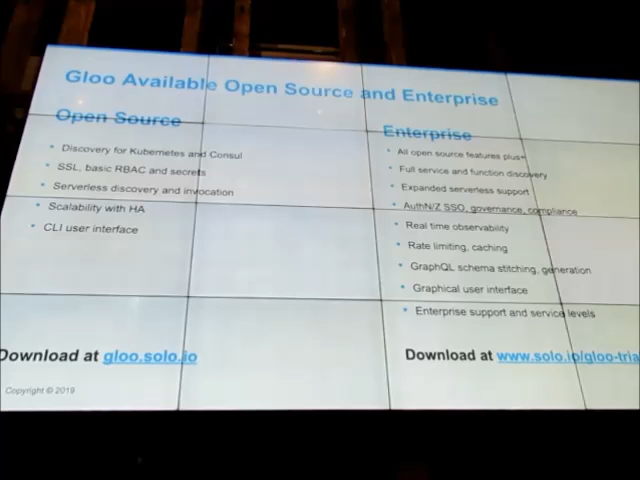 Gloo Available Open Source and Enterprise
Open Source
• Discovery for Kubernetes and Consul
• SSL, basic RBAC and secrets
• Serverless discovery and invocation
• Scalability with HA
• CLI user interface
Download at gloo.solo.io
Copyright © 2019
Enterprise
• All open source features plus+
• Full service and function discovery
• Expanded serverless support
• AuthN/Z SSO, governance, compliance
• Real time observability
• Rate limiting, caching
• GraphQL schema stitching, generation
• Graphical user interface
• Enterprise support and service levels
Download at www.solo.io/gloo-tria